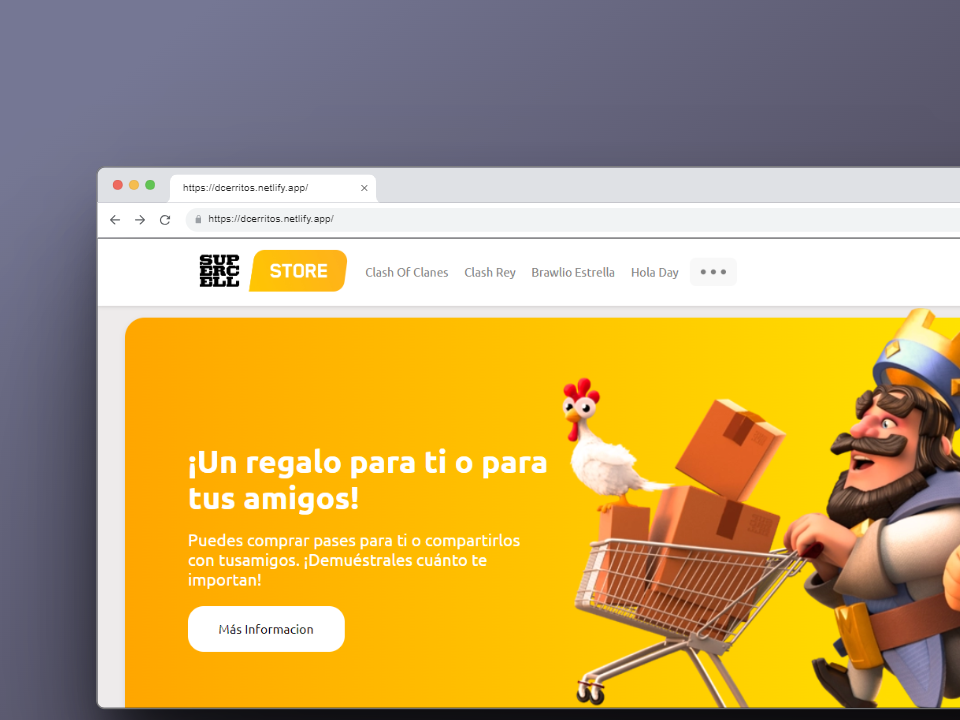 https://dcerritos.netlify.app/
https://dcerritos.netlify.app/
SUP
ERC
ELL
STORE
Clash Of Clanes
Clash Rey
Brawlio Estrella
Hola Day
¡Un regalo para ti o para
tus amigos!
Puedes comprar pases para ti o compartirlos
con tusamigos. ¡Demuéstrales cuánto te
importan!
Más Informacion